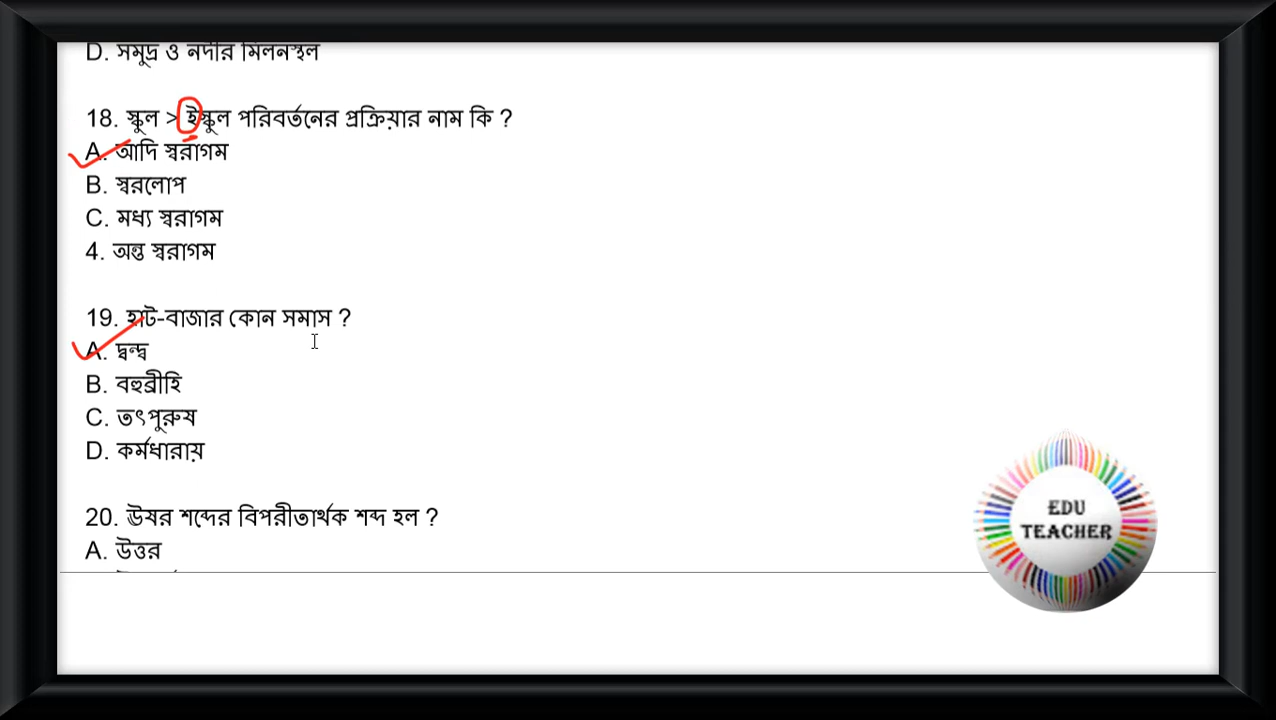 D. সমুদ্র ও নদীর মিলনস্থল
18. স্কুল > ইস্কুল পরিবর্তনের প্রক্রিয়ার নাম কি ?
A. আদি স্বরাগম
B. স্বরলোপ
C. মধ্য স্বরাগম
4. অন্ত স্বরাগম
19. হাট-বাজার কোন সমাস ?
A. দ্বন্দ্ব
B. বহুব্রীহি
C. তৎপুরুষ
D. কর্মধারায়
20. ঊষর শব্দের বিপরীতার্থক শব্দ হল ?
A. উত্তর
EDU
TEACHER